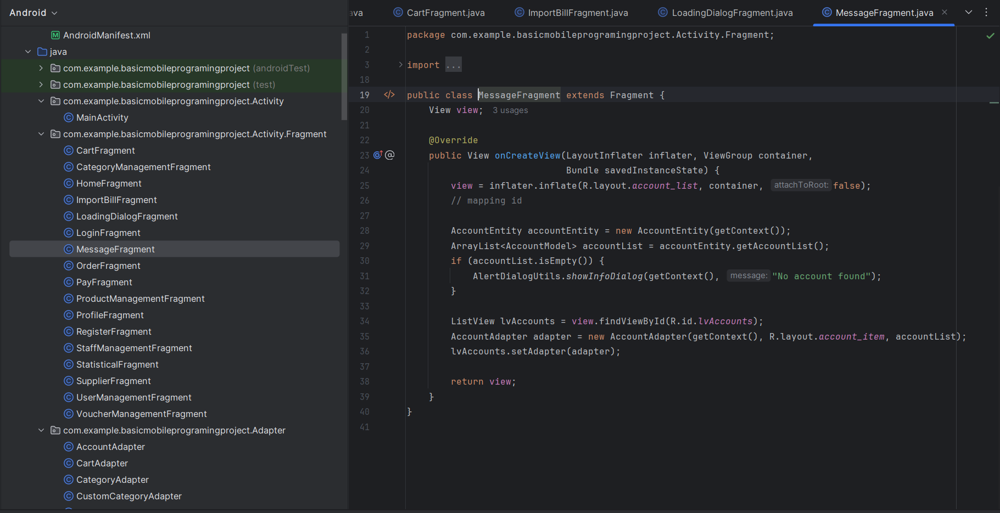 Android
AndroidManifest.xml
java
com.example.basicmobileprogramingproject (androidTest)
com.example.basicmobileprogramingproject (test)
com.example.basicmobileprogramingproject.Activity
MainActivity
com.example.basicmobileprogramingproject.Activity.Fragment
CartFragment
CategoryManagementFragment
HomeFragment
ImportBillFragment
LoadingDialogFragment
LoginFragment
MessageFragment
OrderFragment
PayFragment
ProductManagementFragment
ProfileFragment
RegisterFragment
StaffManagementFragment
StatisticalFragment
SupplierFragment
UserManagementFragment
VoucherManagementFragment
com.example.basicmobileprogramingproject.Adapter
AccountAdapter
CartAdapter
CategoryAdapter
CustomCategoryAdapter
ava CartFragment.java ImportBillFragment.java LoadingDialogFragment.java MessageFragment.java
1 package com.example.basicmobileprogramingproject.Activity.Fragment;
2
3 import ...
18
19 public class MessageFragment extends Fragment {
20 View view; 3 usages
21
22 @Override
23 public View onCreateView(LayoutInflater inflater, ViewGroup container,
24 Bundle savedInstanceState) {
25 view = inflater.inflate(R.layout.account_list, container, attachToRoot: false);
26 // mapping id
27
28 AccountEntity accountEntity = new AccountEntity(getContext());
29 ArrayList<AccountModel> accountList = accountEntity.getAccountList();
30 if (accountList.isEmpty()) {
31 AlertDialogUtils.showInfoDialog(getContext(), message: "No account found");
32 }
33
34 ListView lvAccounts = view.findViewById(R.id.lvAccounts);
35 AccountAdapter adapter = new AccountAdapter(getContext(), R.layout.account_item, accountList);
36 lvAccounts.setAdapter(adapter);
37
38 return view;
39 }
40 }
41